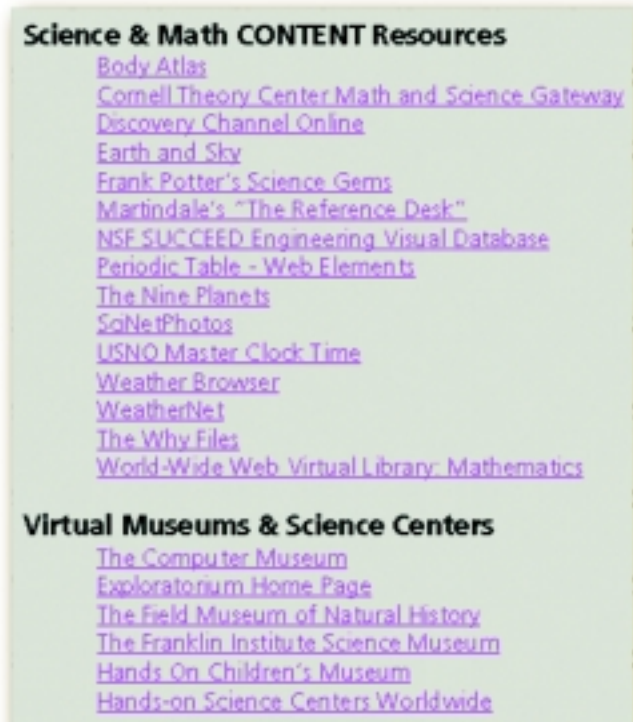 Science & Math CONTENT Resources
Body Atlas
Cornell Theory Center Math and Science Gateway
Discovery Channel Online
Earth and Sky
Frank Potter's Science Gems
Martindale's "The Reference Desk"
NSF SUCCEED Engineering Visual Database
Periodic Table - Web Elements
The Nine Planets
SciNetPhotos
USNO Master Clock Time
Weather Browser
WeatherNet
The Why Files
World-Wide Web Virtual Library: Mathematics
Virtual Museums & Science Centers
The Computer Museum
Exploratorium Home Page
The Field Museum of Natural History
The Franklin Institute Science Museum
Hands On Children's Museum
Hands-on Science Centers Worldwide